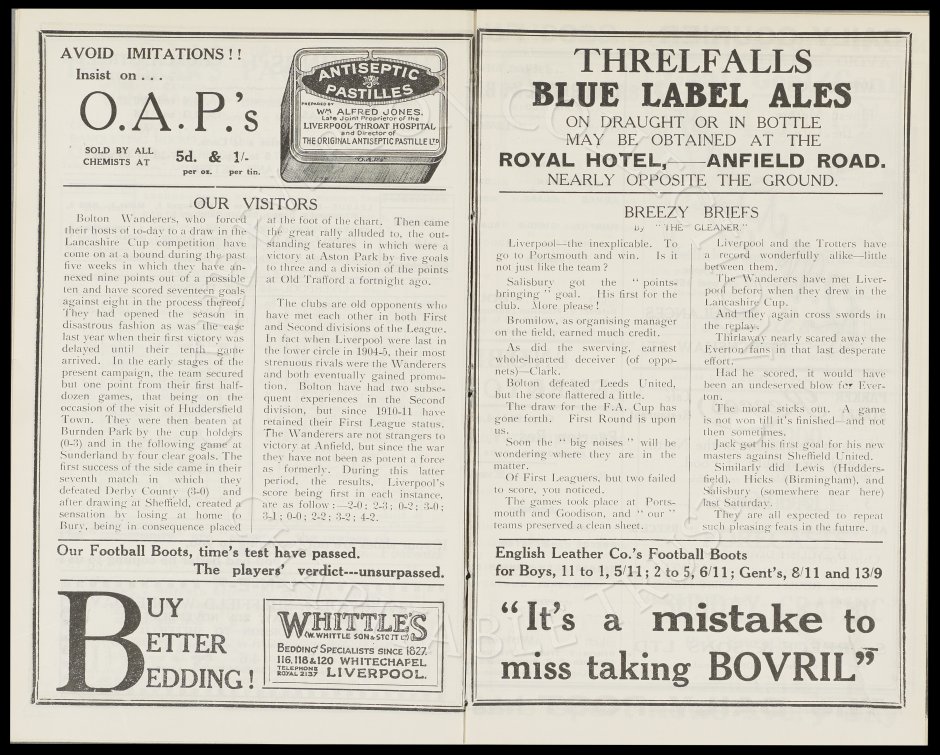 AVOID IMITATIONS!!
Insist on...
O.A.P.'s
SOLD BY ALL
CHEMISTS AT
5d. & 1/-
per oz. per tin.
ANTISEPTIC
PASTILLES
PREPARED BY
WM ALFRED JONES,
Late Joint Proprietor of the
LIVERPOOL THROAT HOSPITAL
and Director of
THE ORIGINAL ANTISEPTIC PASTILLE LTD
"O.A.P's"
OUR VISITORS
Bolton Wanderers, who forced
their hosts of to-day to a draw in the
Lancashire Cup competition have
come on at a bound during the past
five weeks in which they have an-
nexed nine points out of a possible
ten and have scored seventeen goals
against eight in the process thereof.
They had opened the season in
disastrous fashion as was the case
last year when their first victory was
delayed until their tenth game
arrived. In the early stages of the
present campaign, the team secured
but one point from their first half-
dozen games, that being on the
occasion of the visit of Huddersfield
Town. They were then beaten at
Burnden Park by the cup holders
(0-3) and in the following game at
Sunderland by four clear goals. The
first success of the side came in their
seventh match in which they
defeated Derby County (3-0) and
after drawing at Sheffield, created a
sensation by losing at home to
Bury, being in consequence placed
at the foot of the chart. Then came
the great rally alluded to, the out-
standing features in which were a
victory at Aston Park by five goals
to three and a division of the points
at Old Trafford a fortnight ago.
The clubs are old opponents who
have met each other in both First
and Second divisions of the League.
In fact when Liverpool were last in
the lower circle in 1904-5, their most
strenuous rivals were the Wanderers
and both eventually gained promo-
tion. Bolton have had two subse-
quent experiences in the Second
division, but since 1910-11 have
retained their First League status.
The Wanderers are not strangers to
victory at Anfield, but since the war
they have not been as potent a force
as formerly. During this latter
period, the results, Liverpool's
score being first in each instance,
are as follow:—2-0; 2-3; 0-2; 3-0;
3-1; 0-0; 2-2; 3-2; 4-2.
Our Football Boots, time's test have passed.
The players' verdict---unsurpassed.
BUY
BETTER
BEDDING!
WHITTLE'S
(W. WHITTLE SON & STOTT LTD)
BEDDING SPECIALISTS SINCE 1827.
116, 118 & 120 WHITECHAPEL
TELEPHONE
ROYAL 2137 LIVERPOOL.
THRELFALLS
BLUE LABEL ALES
ON DRAUGHT OR IN BOTTLE
MAY BE OBTAINED AT THE
ROYAL HOTEL,—ANFIELD ROAD.
NEARLY OPPOSITE THE GROUND.
BREEZY BRIEFS
By "THE GLEANER"
Liverpool—the inexplicable. To
go to Portsmouth and win. Is it
not just like the team?
Salisbury got the "points-
bringing" goal. His first for the
club. More please!
Bromilow, as organising manager
on the field, earned much credit.
As did the swerving, earnest
whole-hearted deceiver (of oppo-
nets)—Clark.
Bolton defeated Leeds United,
but the score flattered a little.
The draw for the F.A. Cup has
gone forth. First Round is upon
us.
Soon the "big noises" will be
wondering where they are in the
matter.
Of First Leaguers, but two failed
to score, you noticed.
The games took place at Ports-
mouth and Goodison, and "our"
teams preserved a clean sheet.
Liverpool and the Trotters have
a record wonderfully alike—little
between them.
The Wanderers have met Liver-
pool before when they drew in the
Lancashire Cup.
And they again cross swords in
the replay.
Thirlaway nearly scared away the
Everton fans in that last desperate
effort.
Had he scored, it would have
been an undeserved blow for Ever-
ton.
The moral sticks out. A game
is not won till it's finished—and not
then sometimes.
Jack got his first goal for his new
masters against Sheffield United.
Similarly did Lewis (Hudders-
field), Hicks (Birmingham), and
Salisbury (somewhere near here)
last Saturday.
They are all expected to repeat
such pleasing feats in the future.
English Leather Co.'s Football Boots
for Boys, 11 to 1, 5/11; 2 to 5, 6/11; Gent's, 8/11 and 13/9
"It's a mistake to
miss taking BOVRIL"